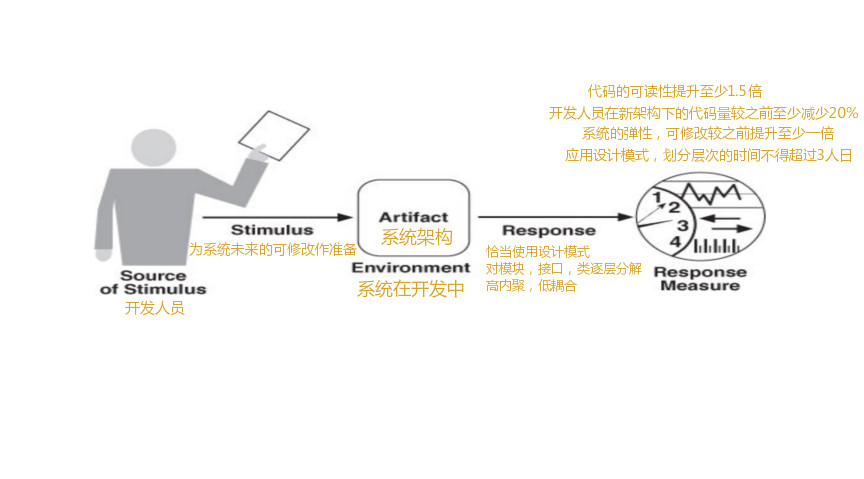 代码的可读性提升至少1.5倍
开发人员在新架构下的代码量较之前至少减少20%
系统的弹性，可修改较之前提升至少一倍
应用设计模式，划分层次的时间不得超过3人日
1
2
3
4
Artifact
系统架构
Stimulus
为系统未来的可修改作准备
Response
恰当使用设计模式
对模块，接口，类逐层分解
高内聚，低耦合
Environment
系统在开发中
Source
of Stimulus
开发人员
Response
Measure